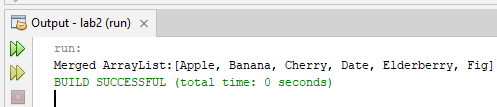 Output - lab2 (run)
run:
Merged ArrayList:[Apple, Banana, Cherry, Date, Elderberry, Fig]
BUILD SUCCESSFUL (total time: 0 seconds)